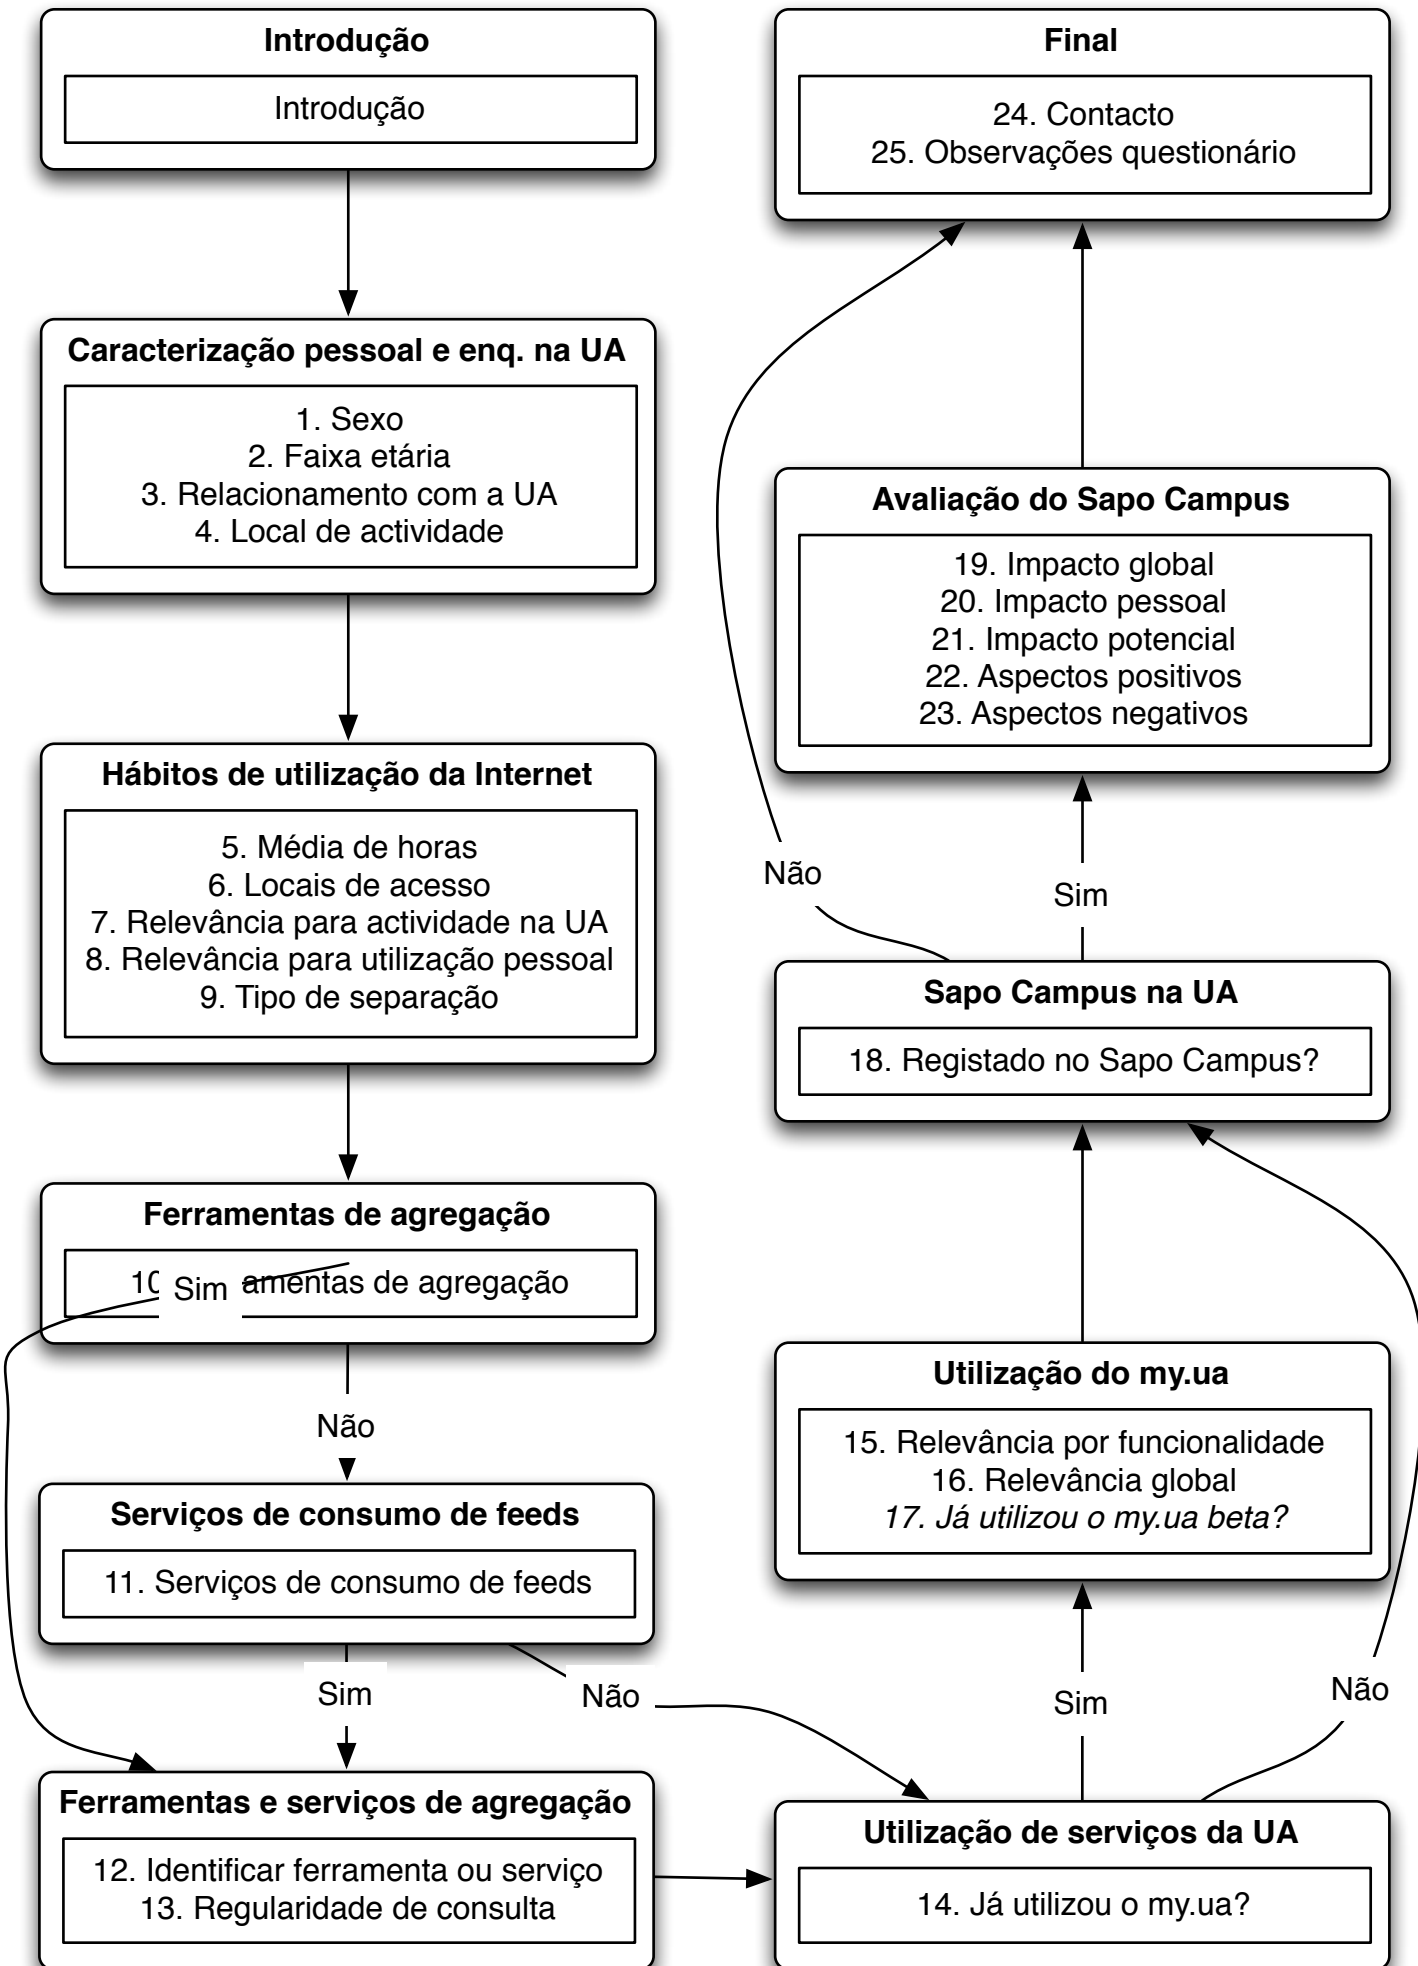 Introdução
Introdução
Caracterização pessoal e enq. na UA
1. Sexo
2. Faixa etária
3. Relacionamento com a UA
4. Local de actividade
Hábitos de utilização da Internet
5. Média de horas
6. Locais de acesso
7. Relevância para actividade na UA
8. Relevância para utilização pessoal
9. Tipo de separação
Ferramentas de agregação
10 Sim amentas de agregação
Não
Serviços de consumo de feeds
11. Serviços de consumo de feeds
Sim
Não
Ferramentas e serviços de agregação
12. Identificar ferramenta ou serviço
13. Regularidade de consulta
Utilização de serviços da UA
14. Já utilizou o my.ua?
Sim
Não
Utilização do my.ua
15. Relevância por funcionalidade
16. Relevância global
17. Já utilizou o my.ua beta?
Sapo Campus na UA
18. Registado no Sapo Campus?
Não
Sim
Avaliação do Sapo Campus
19. Impacto global
20. Impacto pessoal
21. Impacto potencial
22. Aspectos positivos
23. Aspectos negativos
Final
24. Contacto
25. Observações questionário